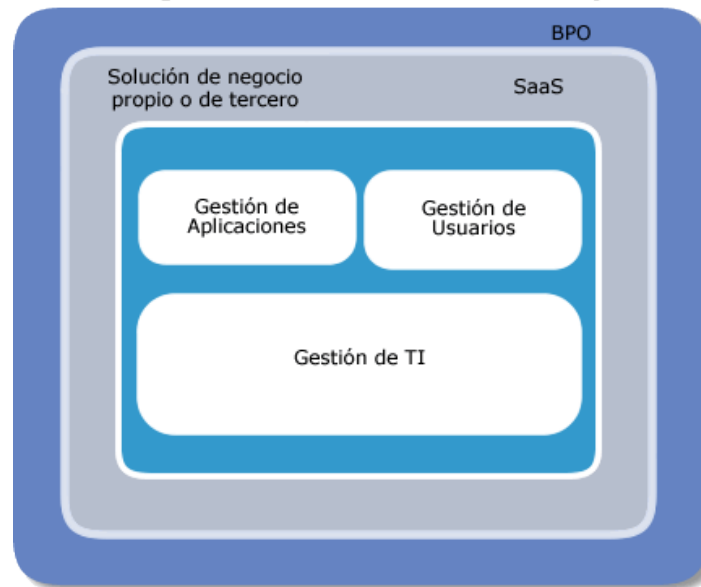 BPO
Solución de negocio
propio o de tercero
SaaS
Gestión de
Aplicaciones
Gestión de
Usuarios
Gestión de TI